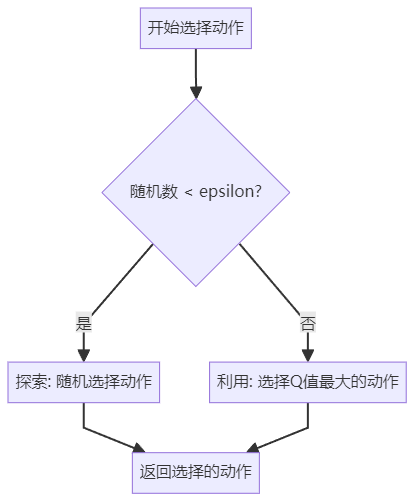 开始选择动作
随机数 < epsilon?
是
否
探索: 随机选择动作
利用: 选择Q值最大的动作
返回选择的动作